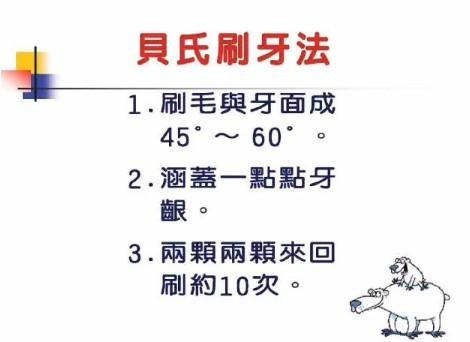 貝氏刷牙法
1.刷毛與牙面成
45°～60°。
2.涵蓋一點點牙
齦。
3.兩顆兩顆來回
刷約10次。